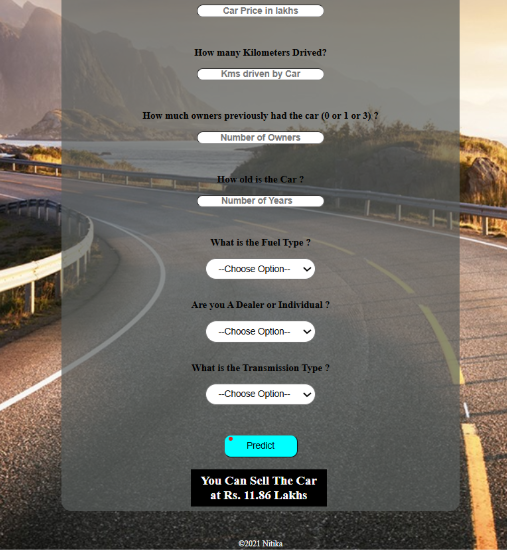 Car Price in lakhs
How many Kilometers Drived?
Kms driven by Car
How much owners previously had the car (0 or 1 or 3) ?
Number of Owners
How old is the Car ?
Number of Years
What is the Fuel Type ?
--Choose Option--
Are you A Dealer or Individual ?
--Choose Option--
What is the Transmission Type ?
--Choose Option--
Predict
You Can Sell The Car
at Rs. 11.86 Lakhs
©2021 Nitika